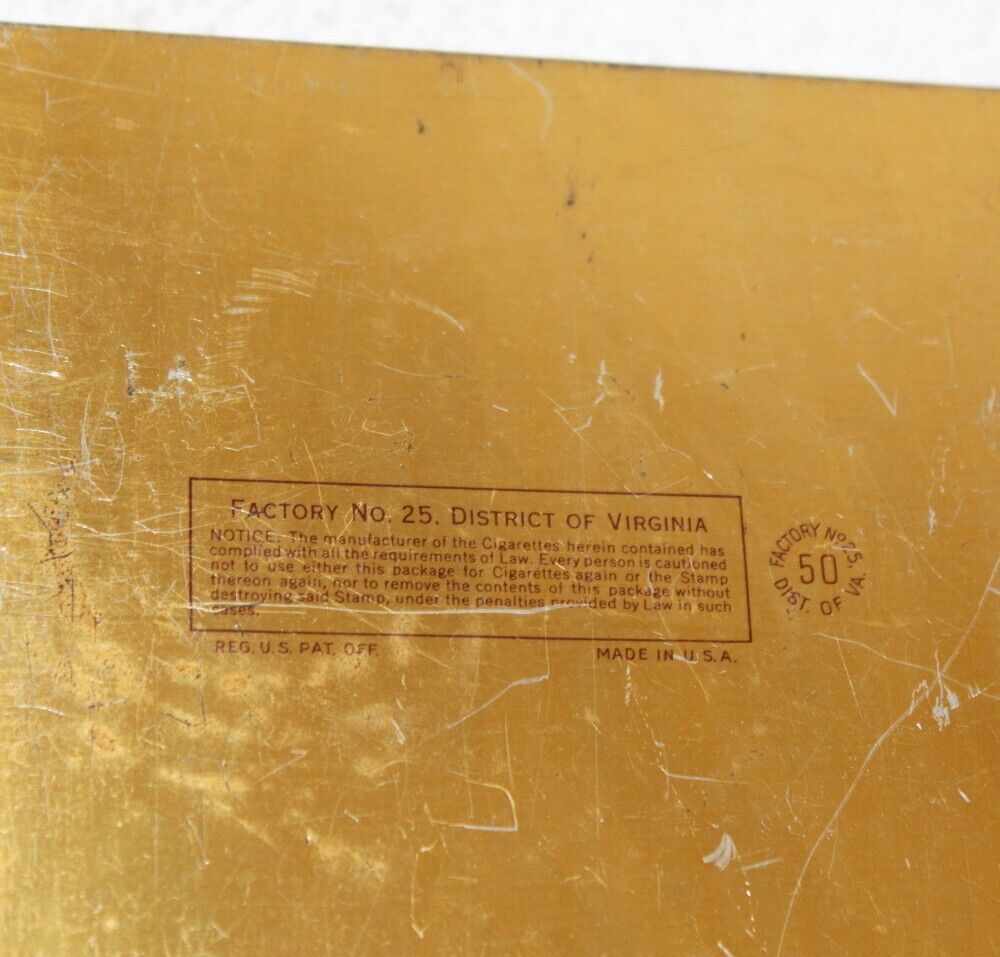 FACTORY NO. 25, DISTRICT OF VIRGINIA
NOTICE: The manufacturer of the Cigarettes herein contained has
complied with all the requirements of Law. Every person is cautioned
not to use either this package for Cigarettes again or the Stamp
thereon again, nor to remove the contents of this package without
destroying said Stamp, under the penalties provided by Law in such
cases.
REG. U.S. PAT. OFF.
MADE IN U.S.A.
FACTORY No 25
50
DIST. OF VA.